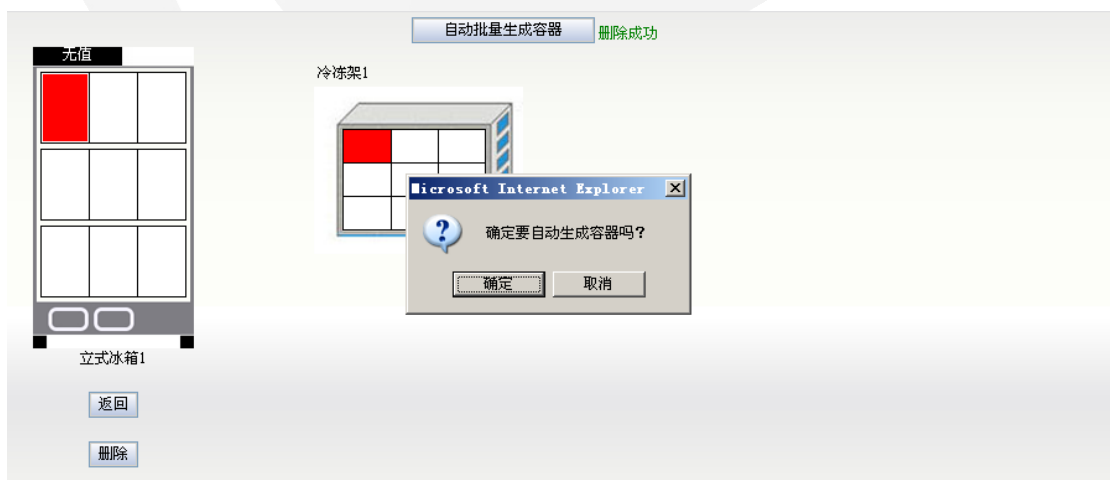 自动批量生成容器 删除成功
无值
冷冻架1
Microsoft Internet Explorer
确定要自动生成容器吗?
确定 取消
立式冰箱1
返回
删除